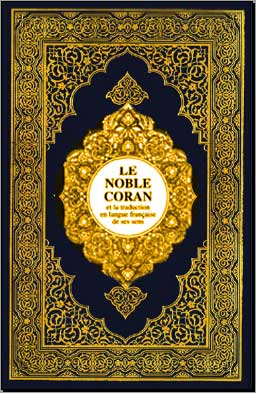 LE
NOBLE
CORAN
et la traduction
en langue française
de ses sens